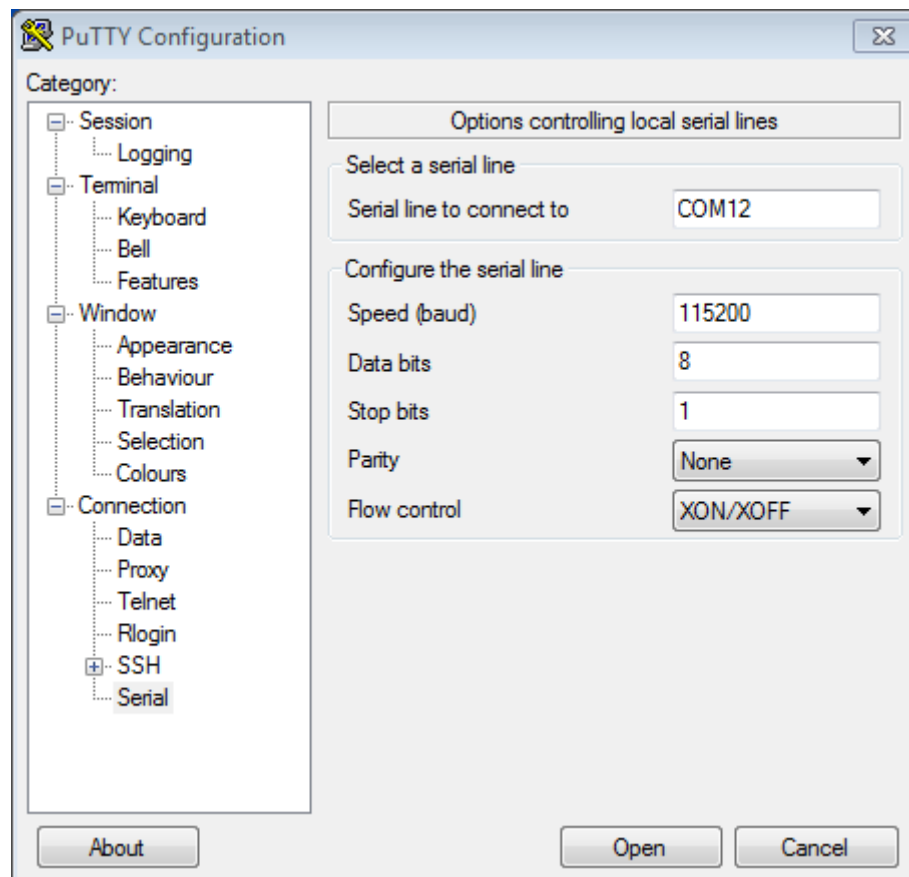 PuTTY Configuration
Category:
Session
Logging
Terminal
Keyboard
Bell
Features
Window
Appearance
Behaviour
Translation
Selection
Colours
Connection
Data
Proxy
Telnet
Rlogin
SSH
Serial
Options controlling local serial lines
Select a serial line
Serial line to connect to COM12
Configure the serial line
Speed (baud) 115200
Data bits 8
Stop bits 1
Parity None
Flow control XON/XOFF
About Open Cancel